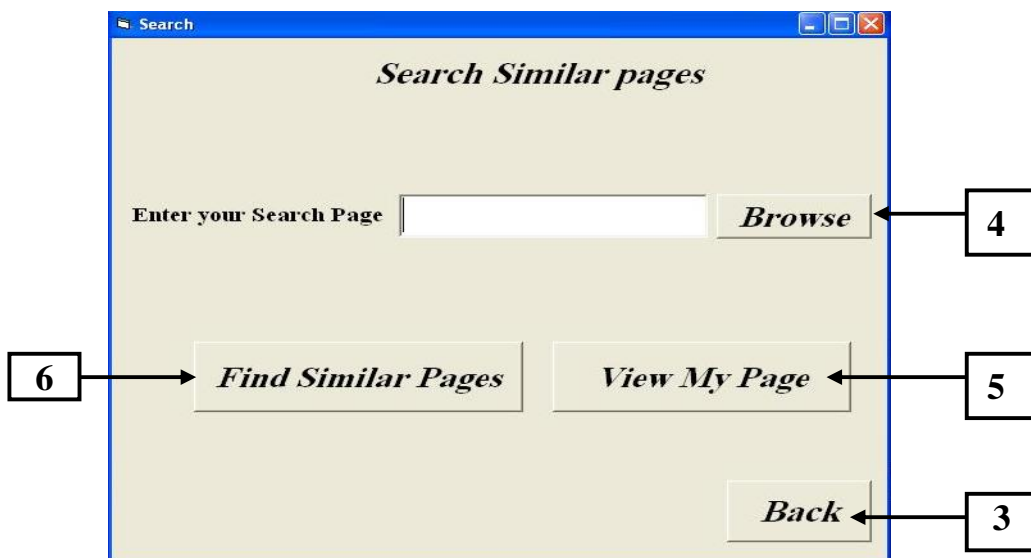 Search
Search Similar pages
Enter your Search Page
Browse
4
6
Find Similar Pages
View My Page
5
Back
3